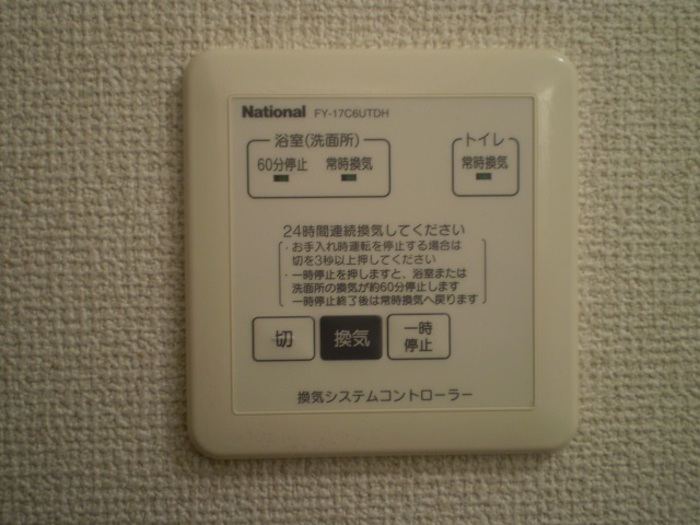 National FY-17C6UTDH
浴室(洗面所)
60分停止 常時換気
トイレ
常時換気
24時間連続換気してください
・お手入れ時運転を停止する場合は
切を3秒以上押してください
・一時停止を押しますと、浴室または
洗面所の換気が約60分停止します
一時停止終了後は常時換気へ戻ります
切 換気 一時
停止
換気システムコントローラー